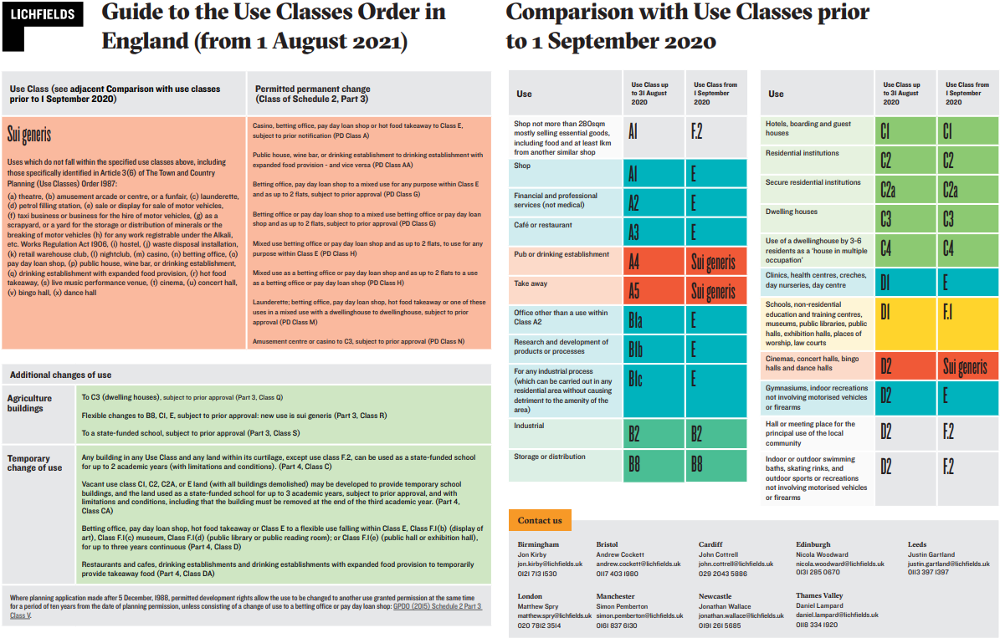 LICHFIELDS
Guide to the Use Classes Order in
England (from 1 August 2021)
Use Class (see adjacent Comparison with use classes
prior to 1 September 2020)
Permitted permanent change
(Class of Schedule 2, Part 3)
Sui generis
Uses which do not fall within the specified use classes above, including
those specifically identified in Article 3(6) of The Town and Country
Planning (Use Classes) Order 1987:
(a) theatre, (b) amusement arcade or centre, or a funfair, (c) launderette,
(d) petrol filling station, (e) sale or display for sale of motor vehicles,
(f) taxi business or business for the hire of motor vehicles, (g) as a
scrapyard, or a yard for the storage or distribution of minerals or the
breaking of motor vehicles (h) for any work registrable under the Alkali,
etc. Works Regulation Act 1906, (i) hostel, (j) waste disposal installation,
(k) retail warehouse club, (l) nightclub, (m) casino, (n) betting office, (o)
pay day loan shop, (p) public house, wine bar, or drinking establishment,
(q) drinking establishment with expanded food provision, (r) hot food
takeaway, (s) live music performance venue, (t) cinema, (u) concert hall,
(v) bingo hall, (x) dance hall
Casino, betting office, pay day loan shop or hot food takeaway to Class E,
subject to prior notification (PD Class A)
Public house, wine bar, or drinking establishment to drinking establishment with
expanded food provision - and vice versa (PD Class AA)
Betting office, pay day loan shop to a mixed use for any purpose within Class E
and as up to 2 flats, subject to prior approval (PD Class G)
Betting office or pay day loan shop to a mixed use betting office or pay day loan
shop and as up to 2 flats, subject to prior approval (PD Class G)
Mixed use betting office or pay day loan shop and as up to 2 flats, to use for any
purpose within Class E (PD Class H)
Mixed use as a betting office or pay day loan shop and as up to 2 flats to a use
as a betting office or pay day loan shop (PD Class H)
Launderette; betting office, pay day loan shop, hot food takeaway or one of these
uses in a mixed use with a dwellinghouse to dwellinghouse, subject to prior
approval (PD Class M)
Amusement centre or casino to C3, subject to prior approval (PD Class N)
Additional changes of use
Agriculture
buildings
To C3 (dwelling houses), subject to prior approval (Part 3, Class Q)
Flexible changes to B8, C1, E, subject to prior approval: new use is sui generis (Part 3, Class R)
To a state-funded school, subject to prior approval (Part 3, Class S)
Temporary
change of use
Any building in any Use Class and any land within its curtilage, except use class F.2, can be used as a state-funded school
for up to 2 academic years (with limitations and conditions). (Part 4, Class C)
Vacant use class C1, C2, C2A, or E land (with all buildings demolished) may be developed to provide temporary school
buildings, and the land used as a state-funded school for up to 3 academic years, subject to prior approval, and with
limitations and conditions, including that the building must be removed at the end of the third academic year. (Part 4,
Class CA)
Betting office, pay day loan shop, hot food takeaway or Class E to a flexible use falling within Class E, Class F.1(b) (display of
art), Class F.1(c) museum, Class F.1(d) (public library or public reading room); or Class F.1(e) (public hall or exhibition hall),
for up to three years continuous (Part 4, Class D)
Restaurants and cafes, drinking establishments and drinking establishments with expanded food provision to temporarily
provide takeaway food (Part 4, Class DA)
Where planning application made after 5 December, 1988, permitted development rights allow the use to be changed to another use granted permission at the same time
for a period of ten years from the date of planning permission, unless consisting of a change of use to a betting office or pay day loan shop: GPDO (2015) Schedule 2 Part 3
Class V.
Comparison with Use Classes prior
to 1 September 2020
Use
Use Class up
to 31 August
2020
Use Class from
1 September
2020
Shop not more than 280sqm
mostly selling essential goods,
including food and at least 1km
from another similar shop
A1
F.2
Shop
A1
E
Financial and professional
services (not medical)
A2
E
Café or restaurant
A3
E
Pub or drinking establishment
A4
Sui generis
Take away
A5
Sui generis
Office other than a use within
Class A2
B1a
E
Research and development of
products or processes
B1b
E
For any industrial process
(which can be carried out in any
residential area without causing
detriment to the amenity of the
area)
B1c
E
Industrial
B2
B2
Storage or distribution
B8
B8
Use
Use Class up
to 31 August
2020
Use Class from
1 September
2020
Hotels, boarding and guest
houses
C1
C1
Residential institutions
C2
C2
Secure residential institutions
C2a
C2a
Dwelling houses
C3
C3
Use of a dwellinghouse by 3-6
residents as a 'house in multiple
occupation'
C4
C4
Clinics, health centres, creches,
day nurseries, day centre
D1
E
Schools, non-residential
education and training centres,
museums, public libraries, public
halls, exhibition halls, places of
worship, law courts
D1
F.1
Cinemas, concert halls, bingo
halls and dance halls
D2
Sui generis
Gymnasiums, indoor recreations
not involving motorised vehicles
or firearms
D2
E
Hall or meeting place for the
principal use of the local
community
D2
F.2
Indoor or outdoor swimming
baths, skating rinks, and
outdoor sports or recreations
not involving motorised vehicles
or firearms
D2
F.2
Contact us
Birmingham
Jon Kirby
jon.kirby@lichfields.uk
0121 713 1530
Bristol
Andrew Cockett
andrew.cockett@lichfields.uk
0117 403 1980
Cardiff
John Cottrell
john.cottrell@lichfields.uk
029 2043 5886
Edinburgh
Nicola Woodward
nicola.woodward@lichfields.uk
0131 285 0670
Leeds
Justin Gartland
justin.gartland@lichfields.uk
0113 397 1397
London
Matthew Spry
matthew.spry@lichfields.uk
020 7812 3514
Manchester
Simon Pemberton
simon.pemberton@lichfields.uk
0161 837 6130
Newcastle
Jonathan Wallace
jonathan.wallace@lichfields.uk
0191 261 5685
Thames Valley
Daniel Lampard
daniel.lampard@lichfields.uk
0118 334 1920